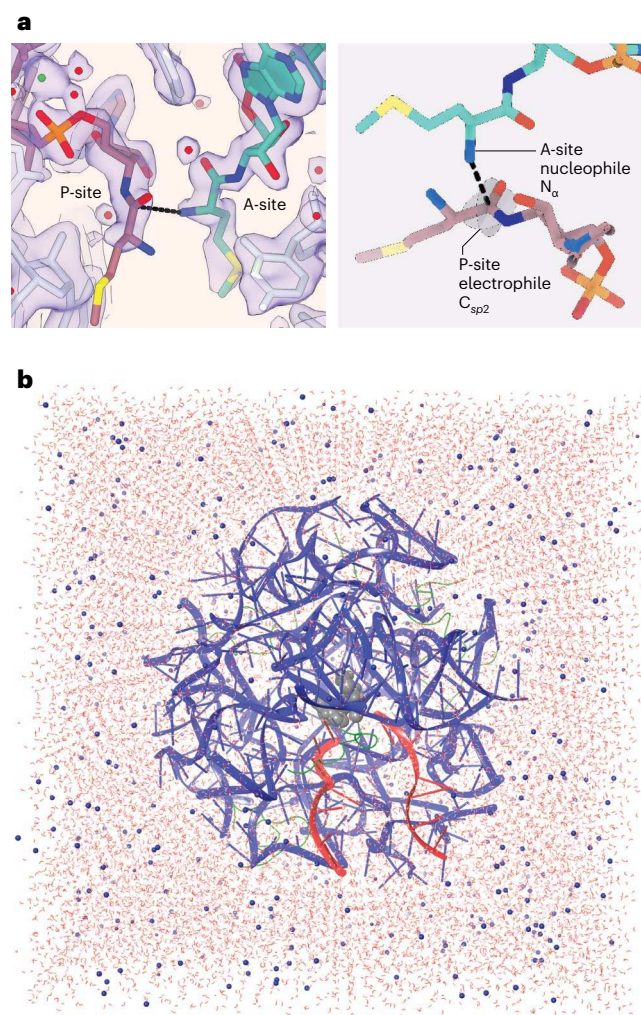 a
P-site
A-site
A-site
nucleophile
Nα
P-site
electrophile
Csp2
b